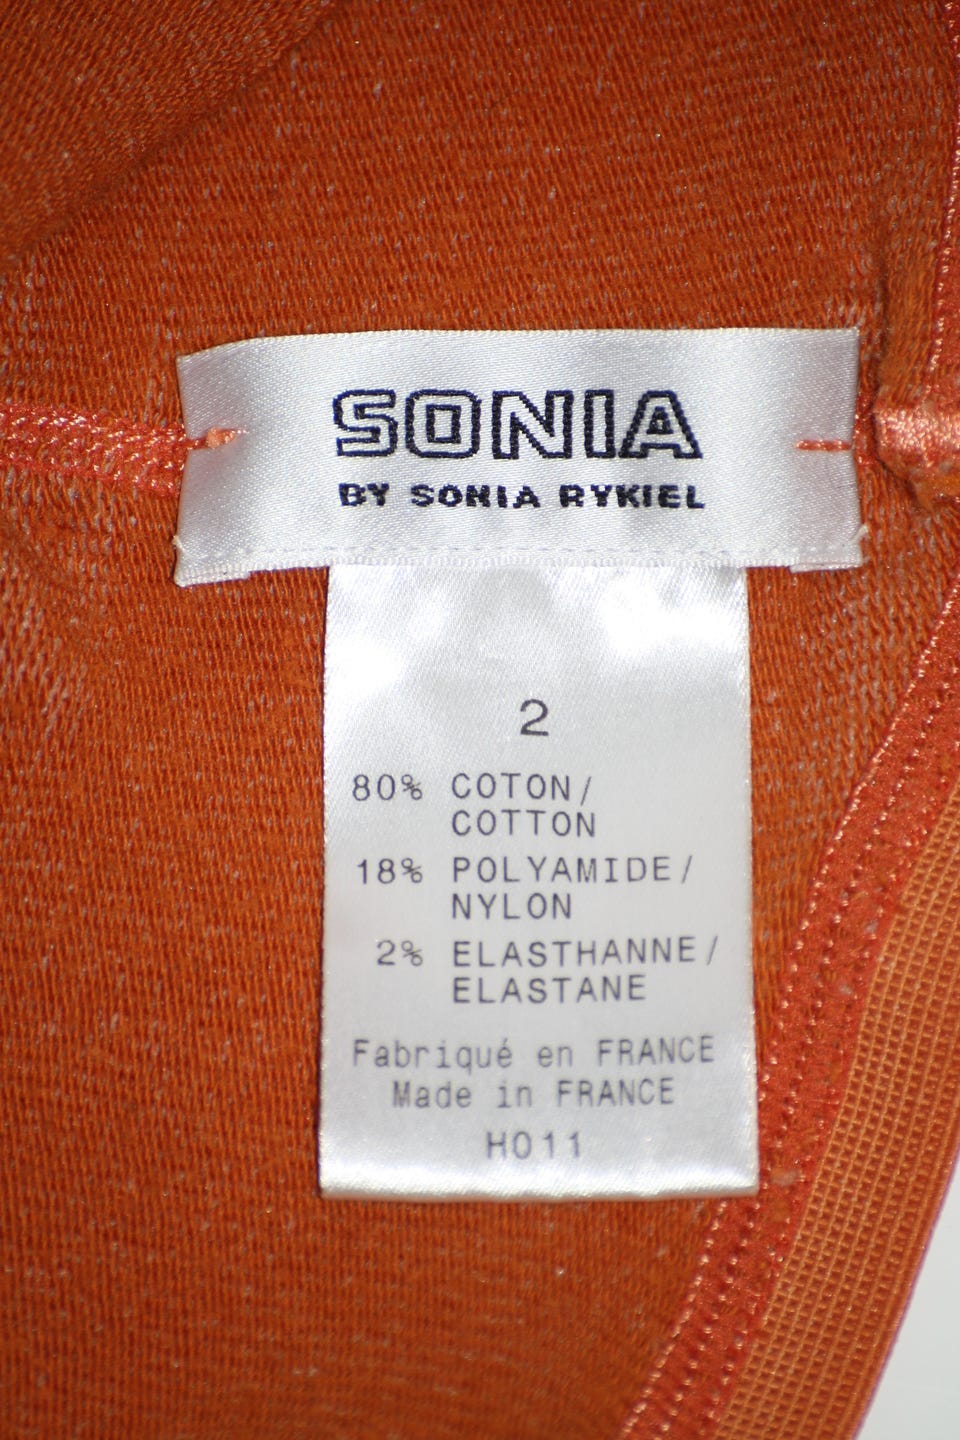 SONIA
BY SONIA RYKIEL
2
80% COTON/
COTTON
18% POLYAMIDE/
NYLON
2% ELASTHANNE/
ELASTANE
Fabriqué en FRANCE
Made in FRANCE
H011